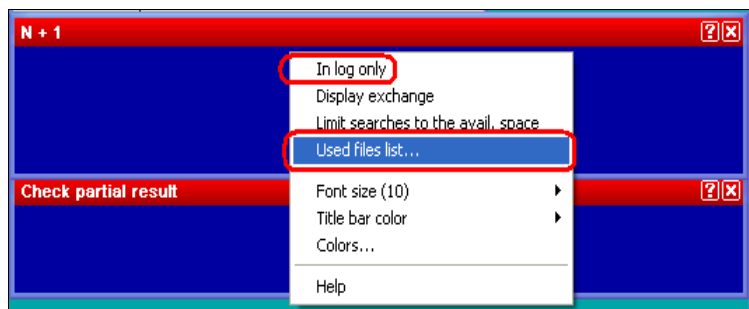 N + 1
In log only
Display exchange
Limit searches to the avail. space
Used files list...
Check partial result
Font size (10)
Title bar color
Colors...
Help